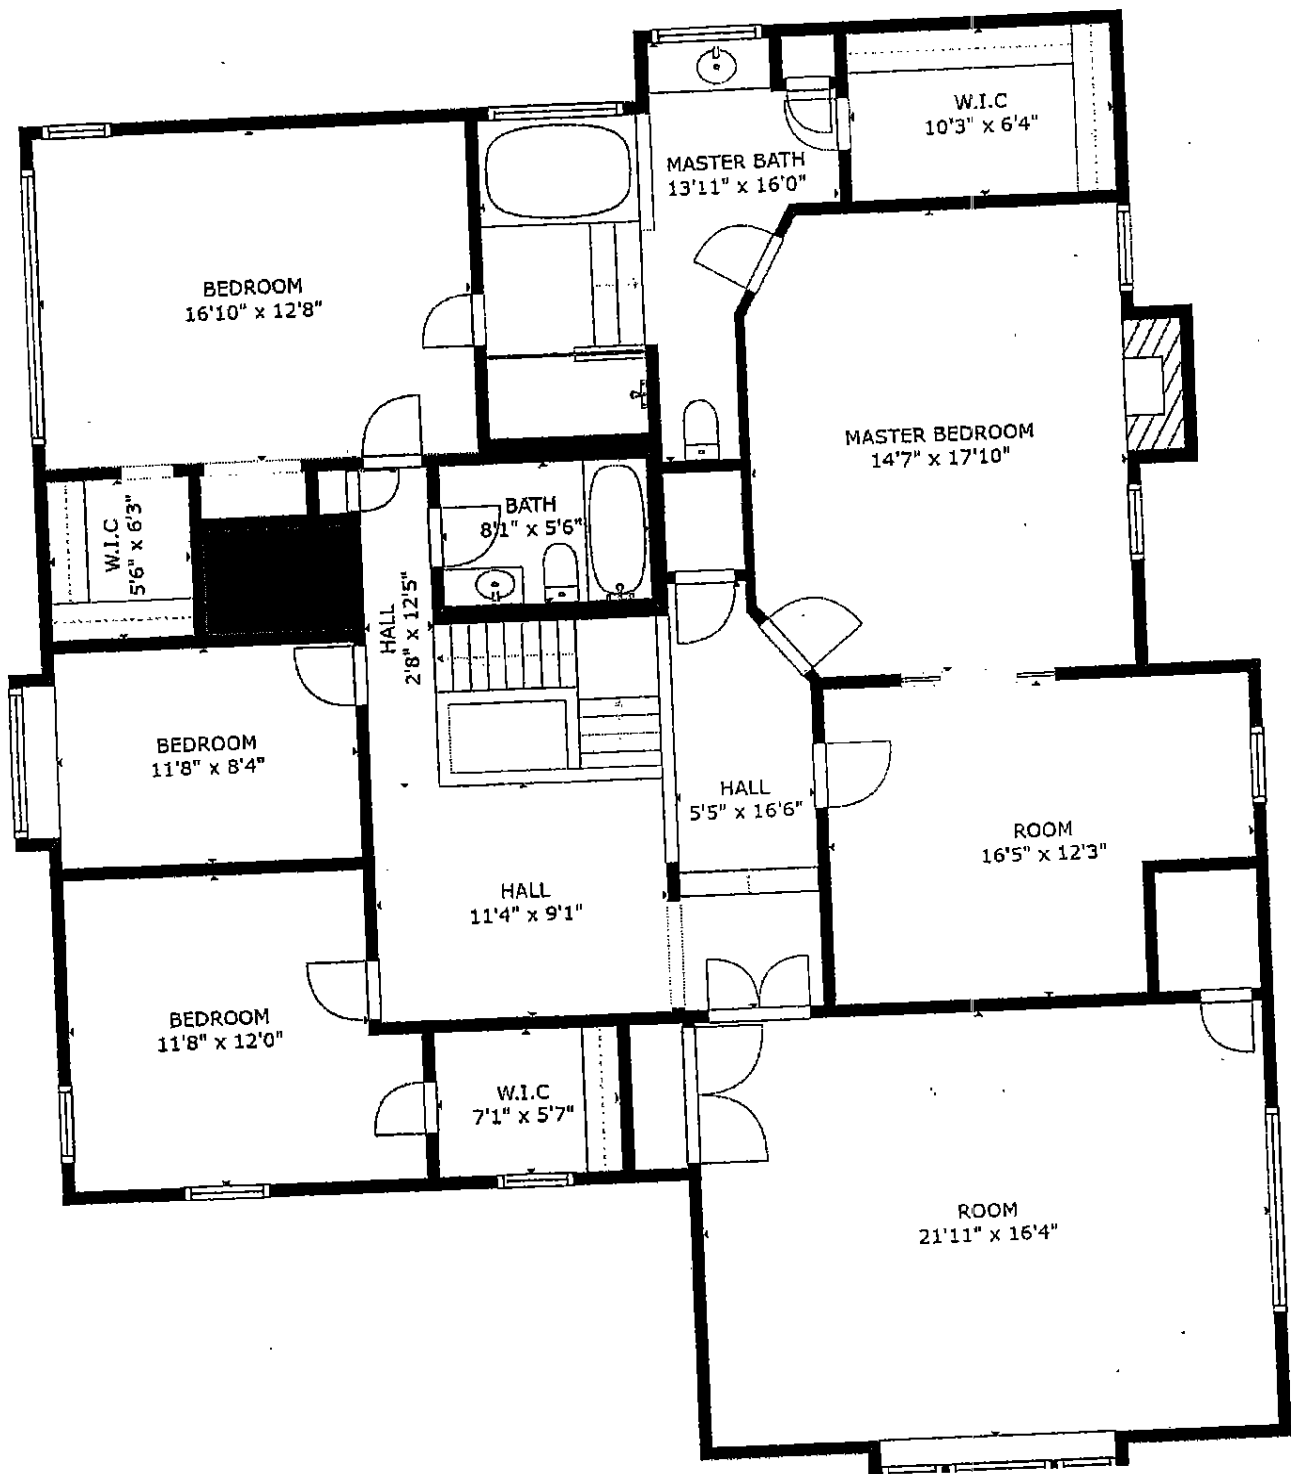 W.I.C
10'3" x 6'4"
MASTER BATH
13'11" x 16'0"
BEDROOM
16'10" x 12'8"
MASTER BEDROOM
14'7" x 17'10"
BATH
8'1" x 5'6"
W.I.C
5'6" x 6'3"
HALL
2'8" x 12'5"
BEDROOM
11'8" x 8'4"
HALL
5'5" x 16'6"
ROOM
16'5" x 12'3"
HALL
11'4" x 9'1"
BEDROOM
11'8" x 12'0"
W.I.C
7'1" x 5'7"
ROOM
21'11" x 16'4"